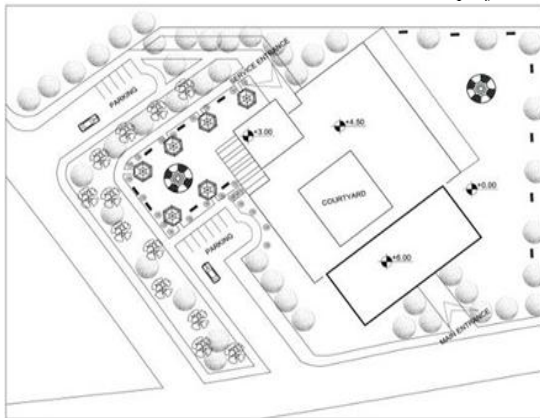 SERVICE ENTRANCE
PARKING
+3.00
+4.50
+0.00
COURTYARD
PARKING
+6.00
MAIN ENTRANCE